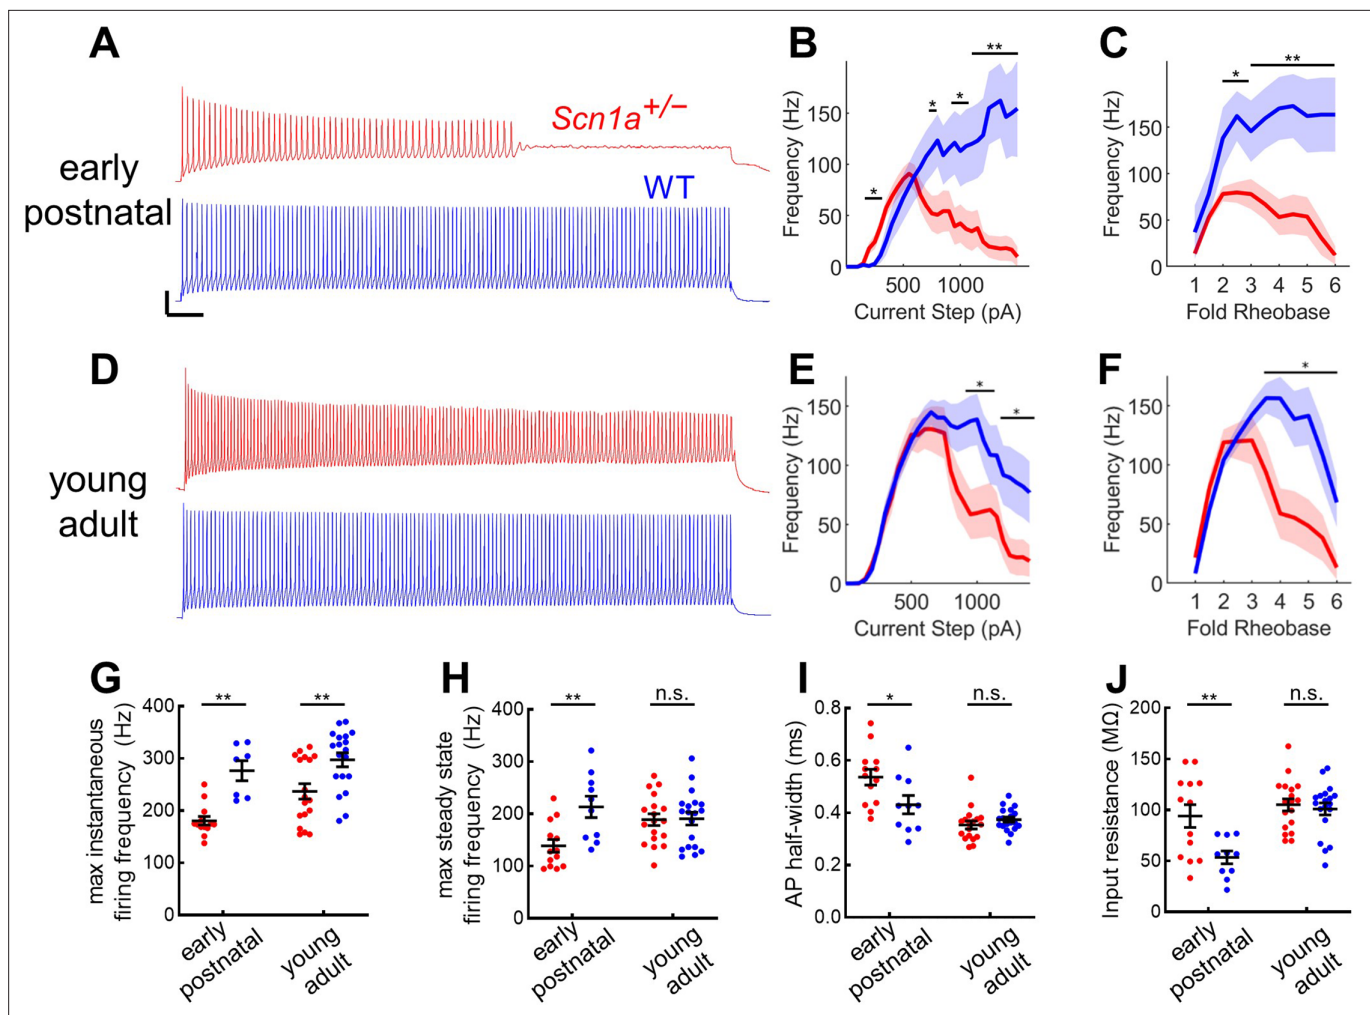 A
early
postnatal
Scn1a+/−
WT
B
Frequency (Hz)
150
100
50
0
500 1000
Current Step (pA)
*
*
*
**
C
Frequency (Hz)
150
100
50
0
1 2 3 4 5 6
Fold Rheobase
*
**
D
young
adult
E
Frequency (Hz)
150
100
50
0
500 1000
Current Step (pA)
*
*
F
Frequency (Hz)
150
100
50
0
1 2 3 4 5 6
Fold Rheobase
*
G
max instantaneous
firing frequency (Hz)
400
300
200
100
0
** **
early
postnatal
young
adult
H
max steady state
firing frequency (Hz)
400
300
200
100
0
** n.s.
early
postnatal
young
adult
I
AP half-width (ms)
0.8
0.6
0.4
0.2
0.0
* n.s.
early
postnatal
young
adult
J
Input resistance (MΩ)
200
150
100
50
0
** n.s.
early
postnatal
young
adult